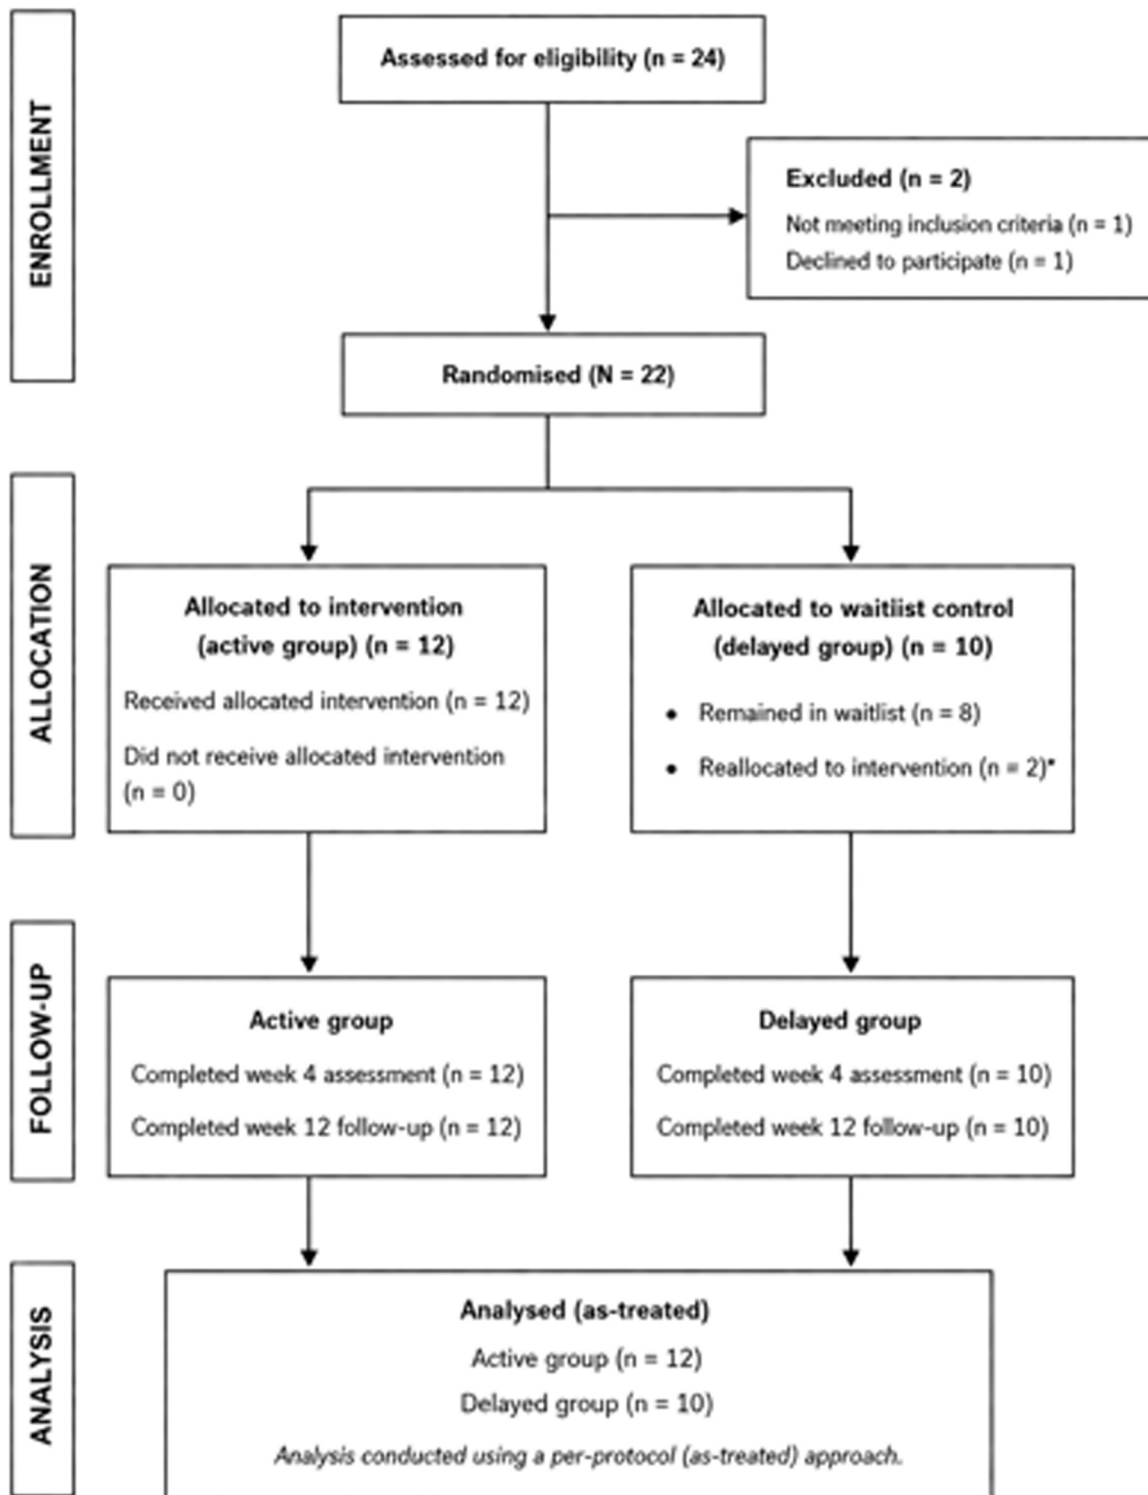 ENROLLMENT
Assessed for eligibility (n = 24)
Excluded (n = 2)
Not meeting inclusion criteria (n = 1)
Declined to participate (n = 1)
Randomised (N = 22)
ALLOCATION
Allocated to intervention
(active group) (n = 12)
Received allocated intervention (n = 12)
Did not receive allocated intervention
(n = 0)
Allocated to waitlist control
(delayed group) (n = 10)
• Remained in waitlist (n = 8)
• Reallocated to intervention (n = 2)*
FOLLOW-UP
Active group
Completed week 4 assessment (n = 12)
Completed week 12 follow-up (n = 12)
Delayed group
Completed week 4 assessment (n = 10)
Completed week 12 follow-up (n = 10)
ANALYSIS
Analysed (as-treated)
Active group (n = 12)
Delayed group (n = 10)
Analysis conducted using a per-protocol (as-treated) approach.